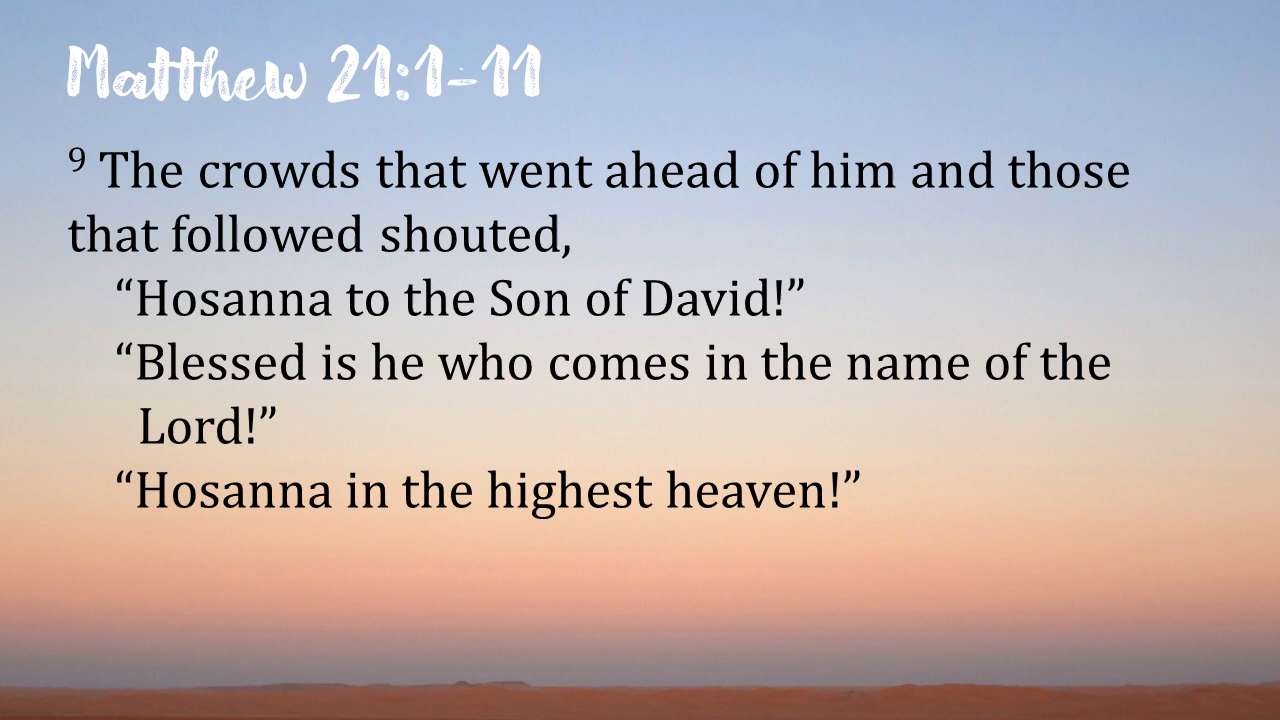 Matthew 21:1-11
⁹ The crowds that went ahead of him and those
that followed shouted,
“Hosanna to the Son of David!”
“Blessed is he who comes in the name of the
Lord!”
“Hosanna in the highest heaven!”